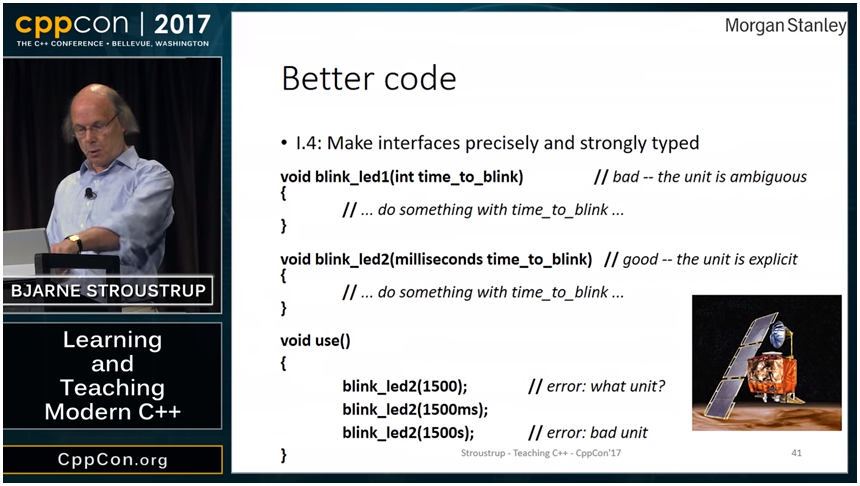 cppcon | 2017
THE C++ CONFERENCE • BELLEVUE, WASHINGTON
BJARNE STROUSTRUP
Learning
and
Teaching
Modern C++
CppCon.org
Morgan Stanley
Better code
• I.4: Make interfaces precisely and strongly typed
void blink_led1(int time_to_blink) // bad -- the unit is ambiguous
{
// ... do something with time_to_blink ...
}
void blink_led2(milliseconds time_to_blink) // good -- the unit is explicit
{
// ... do something with time_to_blink ...
}
void use()
{
blink_led2(1500); // error: what unit?
blink_led2(1500ms);
blink_led2(1500s); // error: bad unit
}
Stroustrup - Teaching C++ - CppCon'17 41